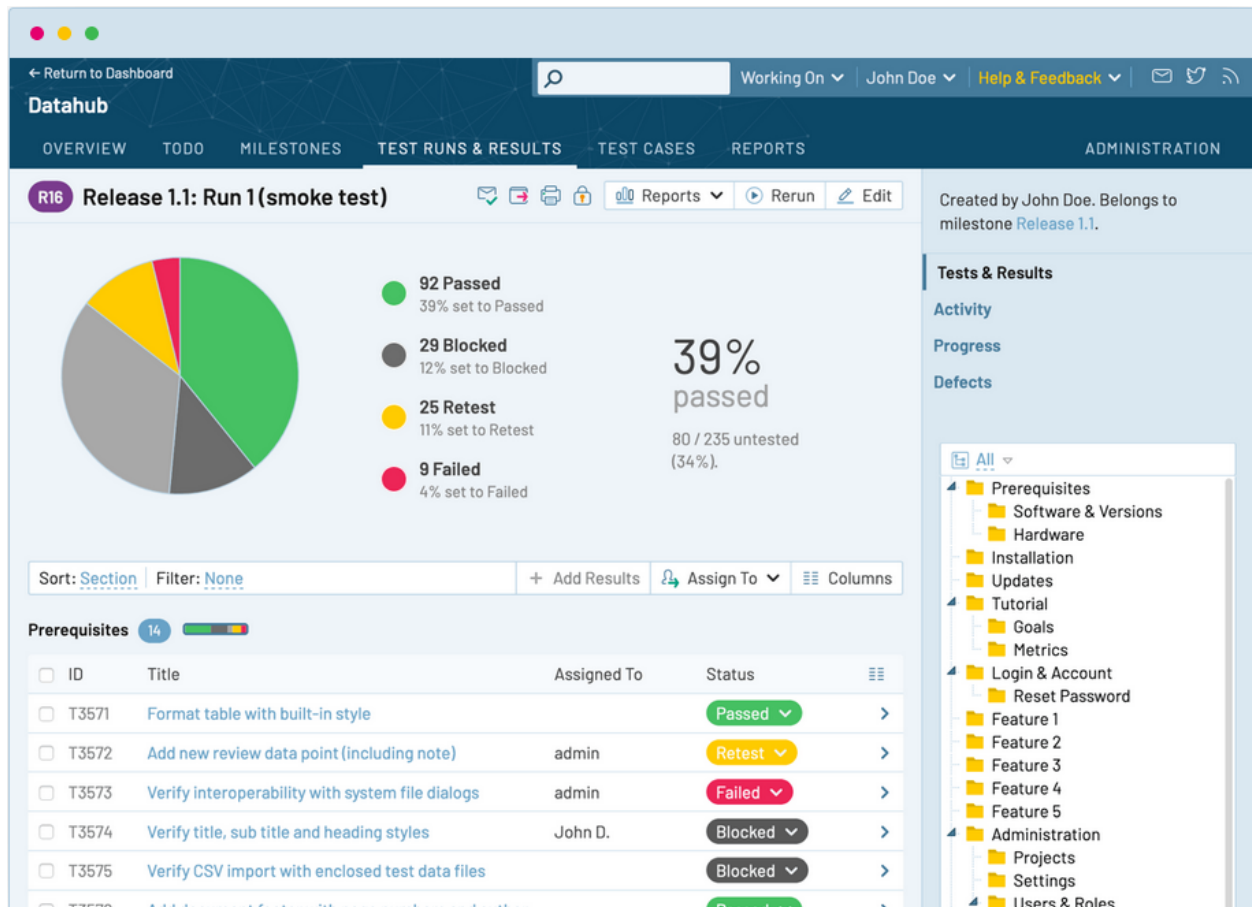 ← Return to Dashboard
Working On
John Doe
Help & Feedback
Datahub
OVERVIEW
TODO
MILESTONES
TEST RUNS & RESULTS
TEST CASES
REPORTS
ADMINISTRATION
R16
Release 1.1: Run 1 (smoke test)
Reports
Rerun
Edit
Created by John Doe. Belongs to
milestone Release 1.1.
92 Passed
39% set to Passed
29 Blocked
12% set to Blocked
25 Retest
11% set to Retest
9 Failed
4% set to Failed
39%
passed
80 / 235 untested
(34%).
Tests & Results
Activity
Progress
Defects
Sort: Section
Filter: None
+ Add Results
Assign To
Columns
Prerequisites 14
ID Title Assigned To Status
T3571 Format table with built-in style Passed
T3572 Add new review data point (including note) admin Retest
T3573 Verify interoperability with system file dialogs admin Failed
T3574 Verify title, sub title and heading styles John D. Blocked
T3575 Verify CSV import with enclosed test data files Blocked
All
Prerequisites
Software & Versions
Hardware
Installation
Updates
Tutorial
Goals
Metrics
Login & Account
Reset Password
Feature 1
Feature 2
Feature 3
Feature 4
Feature 5
Administration
Projects
Settings
Users & Roles